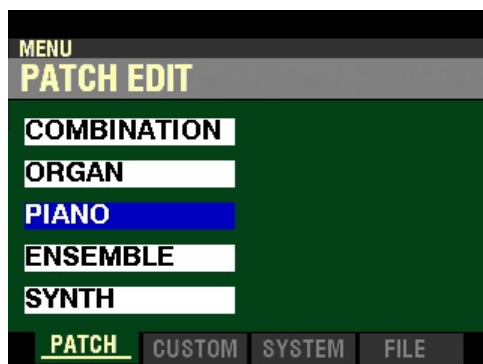 MENU
PATCH EDIT
COMBINATION
ORGAN
PIANO
ENSEMBLE
SYNTH
PATCH CUSTOM SYSTEM FILE